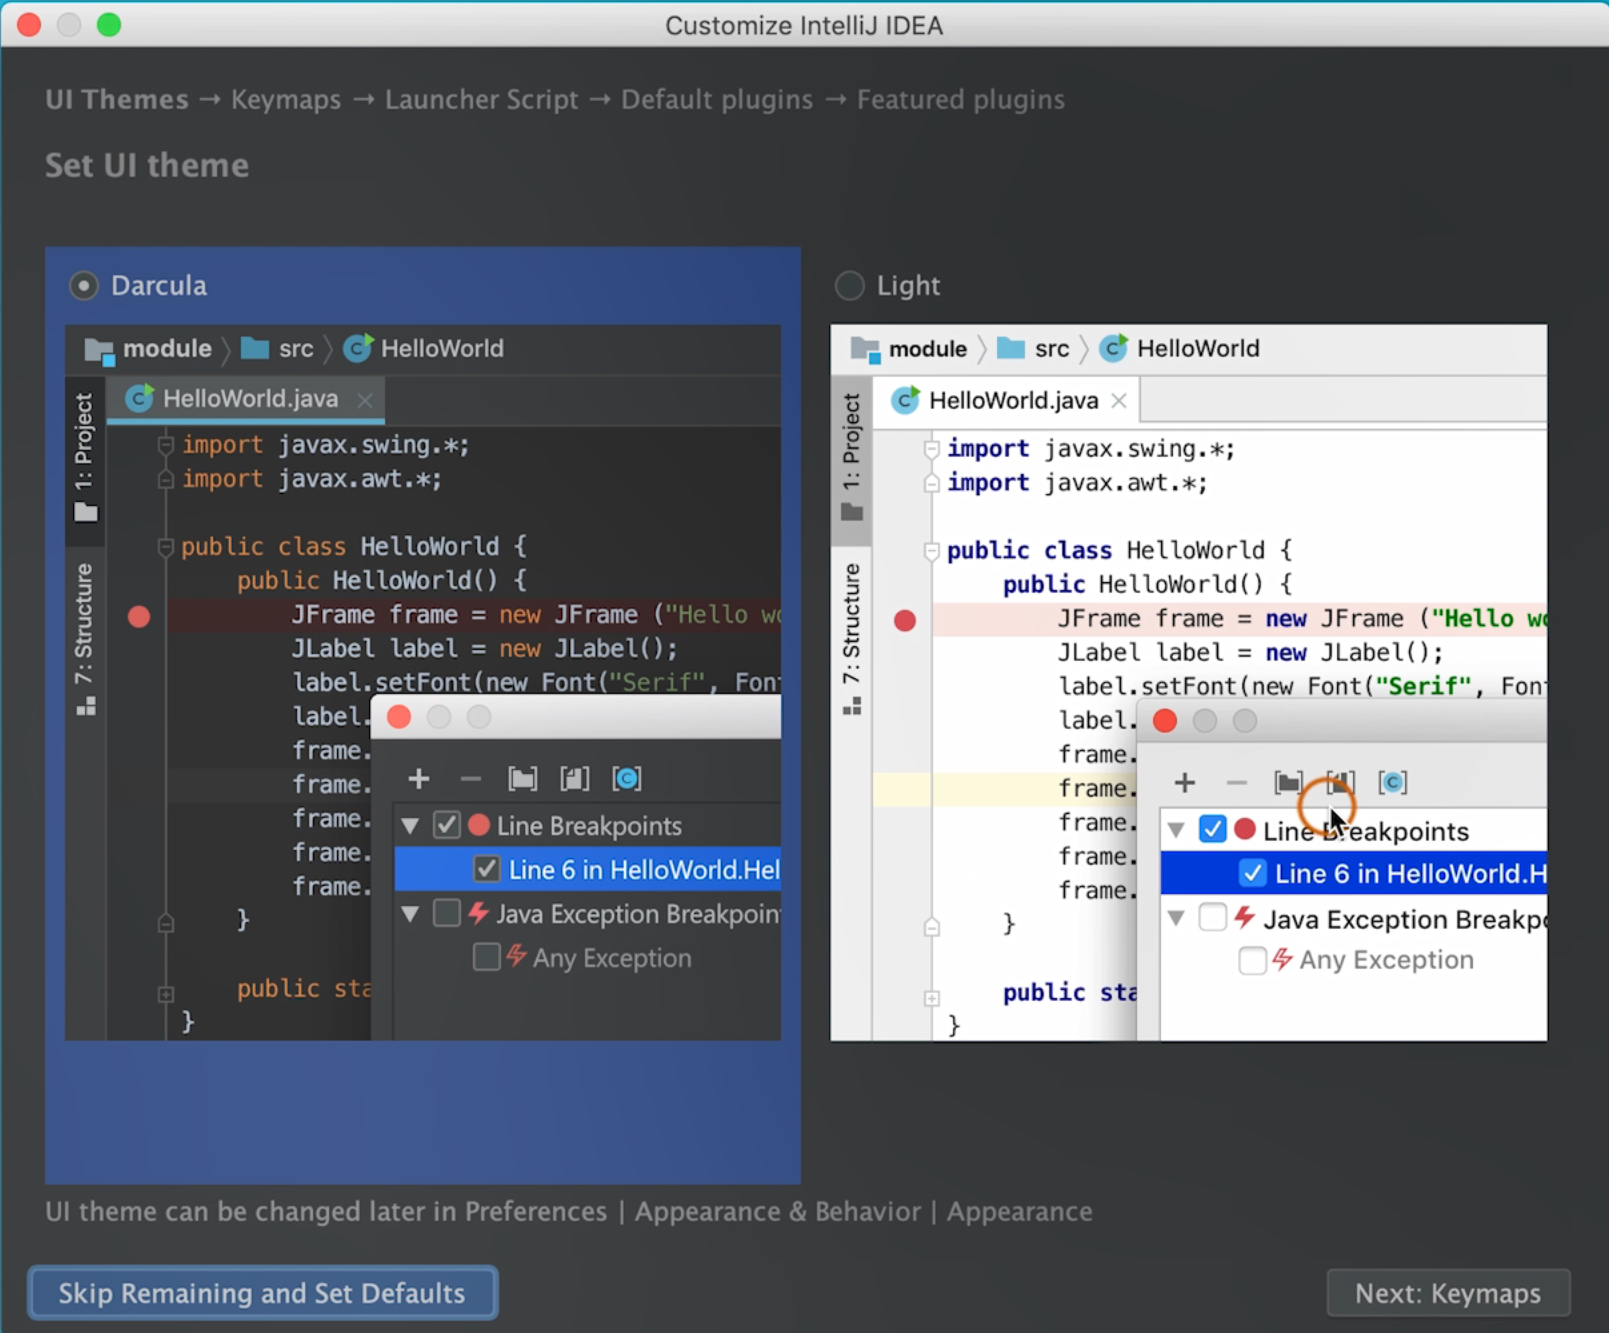 Customize IntelliJ IDEA
UI Themes → Keymaps → Launcher Script → Default plugins → Featured plugins
Set UI theme
Darcula
module 〉 src 〉 HelloWorld
HelloWorld.java
1: Project
7: Structure
import javax.swing.*;
import javax.awt.*;
public class HelloWorld {
public HelloWorld() {
JFrame frame = new JFrame ("Hello wo
JLabel label = new JLabel();
label.setFont(new Font("Serif", Fon
label.
frame.
frame.
frame.
frame.
frame.
}
public sta
}
Line Breakpoints
Line 6 in HelloWorld.Hel
Java Exception Breakpoin
Any Exception
Light
module 〉 src 〉 HelloWorld
HelloWorld.java
1: Project
7: Structure
import javax.swing.*;
import javax.awt.*;
public class HelloWorld {
public HelloWorld() {
JFrame frame = new JFrame ("Hello wo
JLabel label = new JLabel();
label.setFont(new Font("Serif", Fon
label.
frame.
frame.
frame.
frame.
frame.
}
public sta
}
Line Breakpoints
Line 6 in HelloWorld.H
Java Exception Breakpo
Any Exception
UI theme can be changed later in Preferences | Appearance & Behavior | Appearance
Skip Remaining and Set Defaults
Next: Keymaps